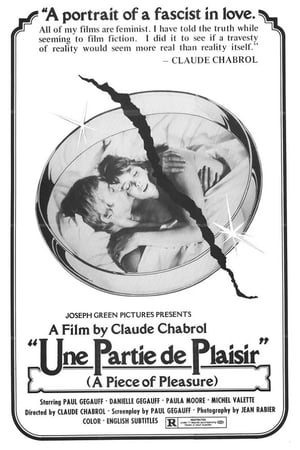 "A portrait of a fascist in love.
All of my films are feminist. I have told the truth while
seeming to film fiction. I did it to see if a travesty
of reality would seem more real than reality itself."
– CLAUDE CHABROL
JOSEPH GREEN PICTURES PRESENTS
A Film by Claude Chabrol
"Une Partie de Plaisir"
(A Piece of Pleasure)
Starring PAUL GEGAUFF · DANIELLE GEGAUFF · PAULA MOORE · MICHEL VALETTE
Directed by CLAUDE CHABROL · Screenplay by PAUL GEGAUFF · Photography by JEAN RABIER
COLOR · ENGLISH SUBTITLES
R
RESTRICTED